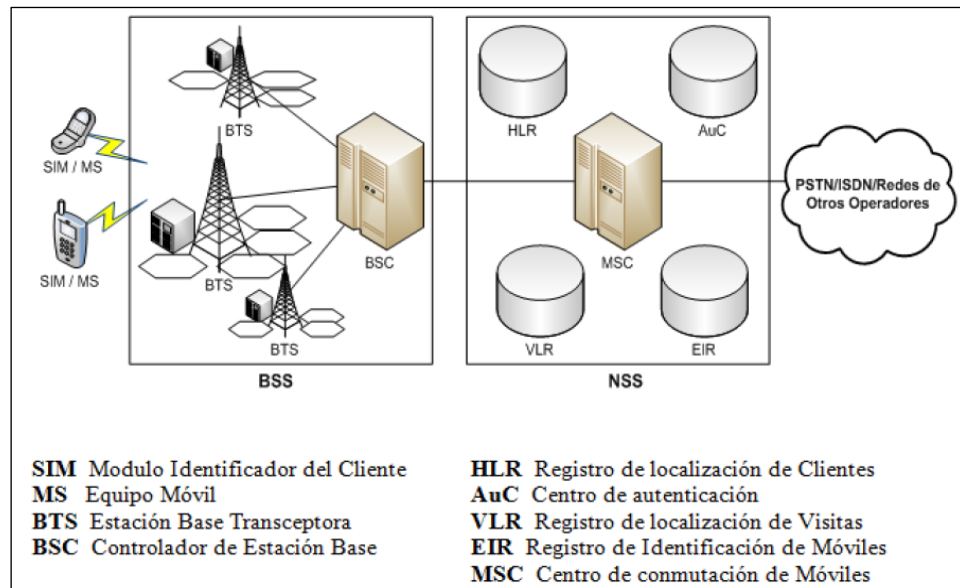 BTS
HLR
AuC
SIM / MS
PSTN/ISDN/Redes de
Otros Operadores
SIM / MS
BTS
BSC
MSC
BTS
VLR
EIR
BSS
NSS
SIM Modulo Identificador del Cliente
MS Equipo Móvil
BTS Estación Base Transceptora
BSC Controlador de Estación Base
HLR Registro de localización de Clientes
AuC Centro de autenticación
VLR Registro de localización de Visitas
EIR Registro de Identificación de Móviles
MSC Centro de conmutación de Móviles